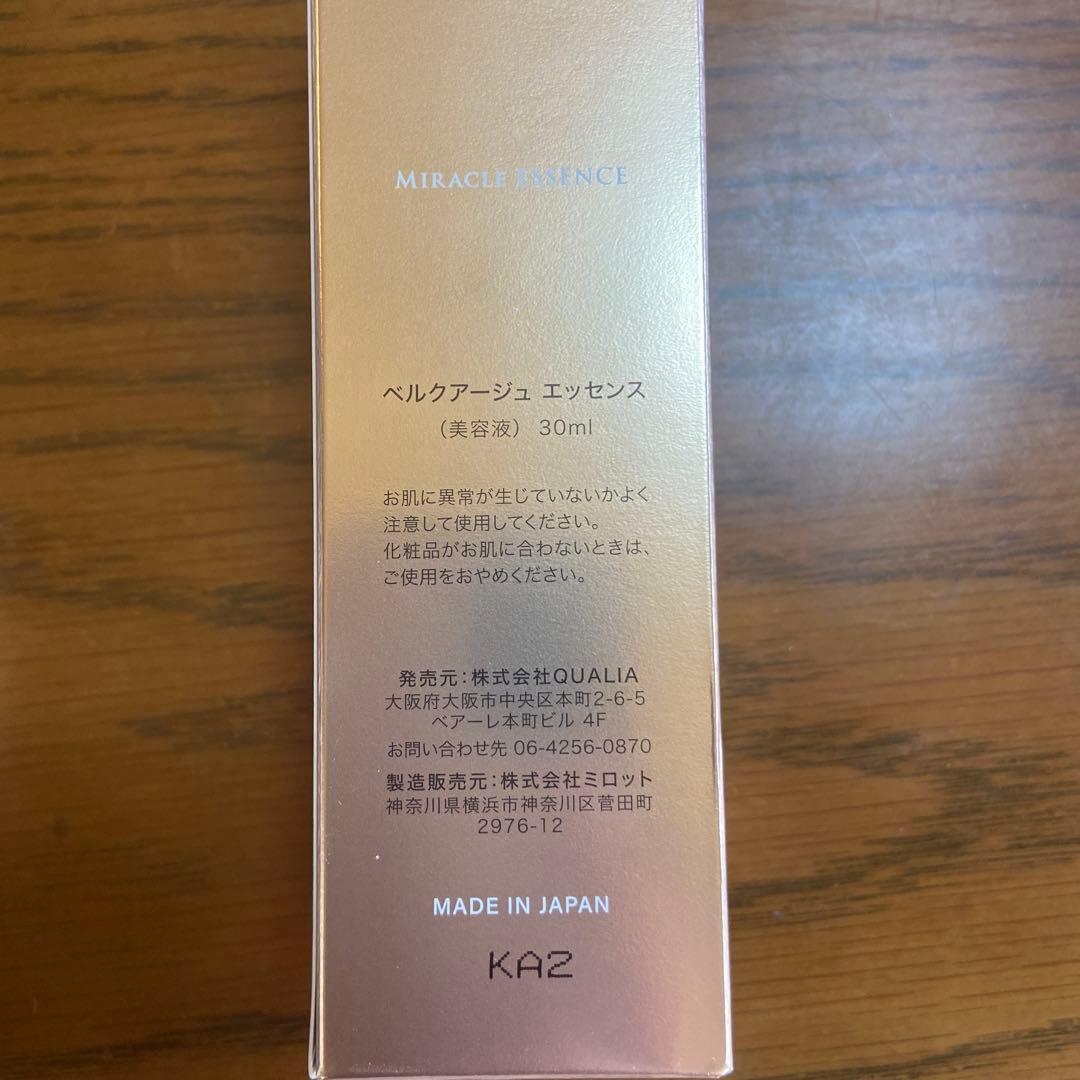 MIRACLE ESSENCE
ベルクアージュ エッセンス
（美容液） 30ml
お肌に異常が生じていないかよく
注意して使用してください。
化粧品がお肌に合わないときは、
ご使用をおやめください。
発売元：株式会社QUALIA
大阪府大阪市中央区本町2-6-5
ベアーレ本町ビル 4F
お問い合わせ先 06-4256-0870
製造販売元：株式会社ミロット
神奈川県横浜市神奈川区菅田町
2976-12
MADE IN JAPAN
KA2